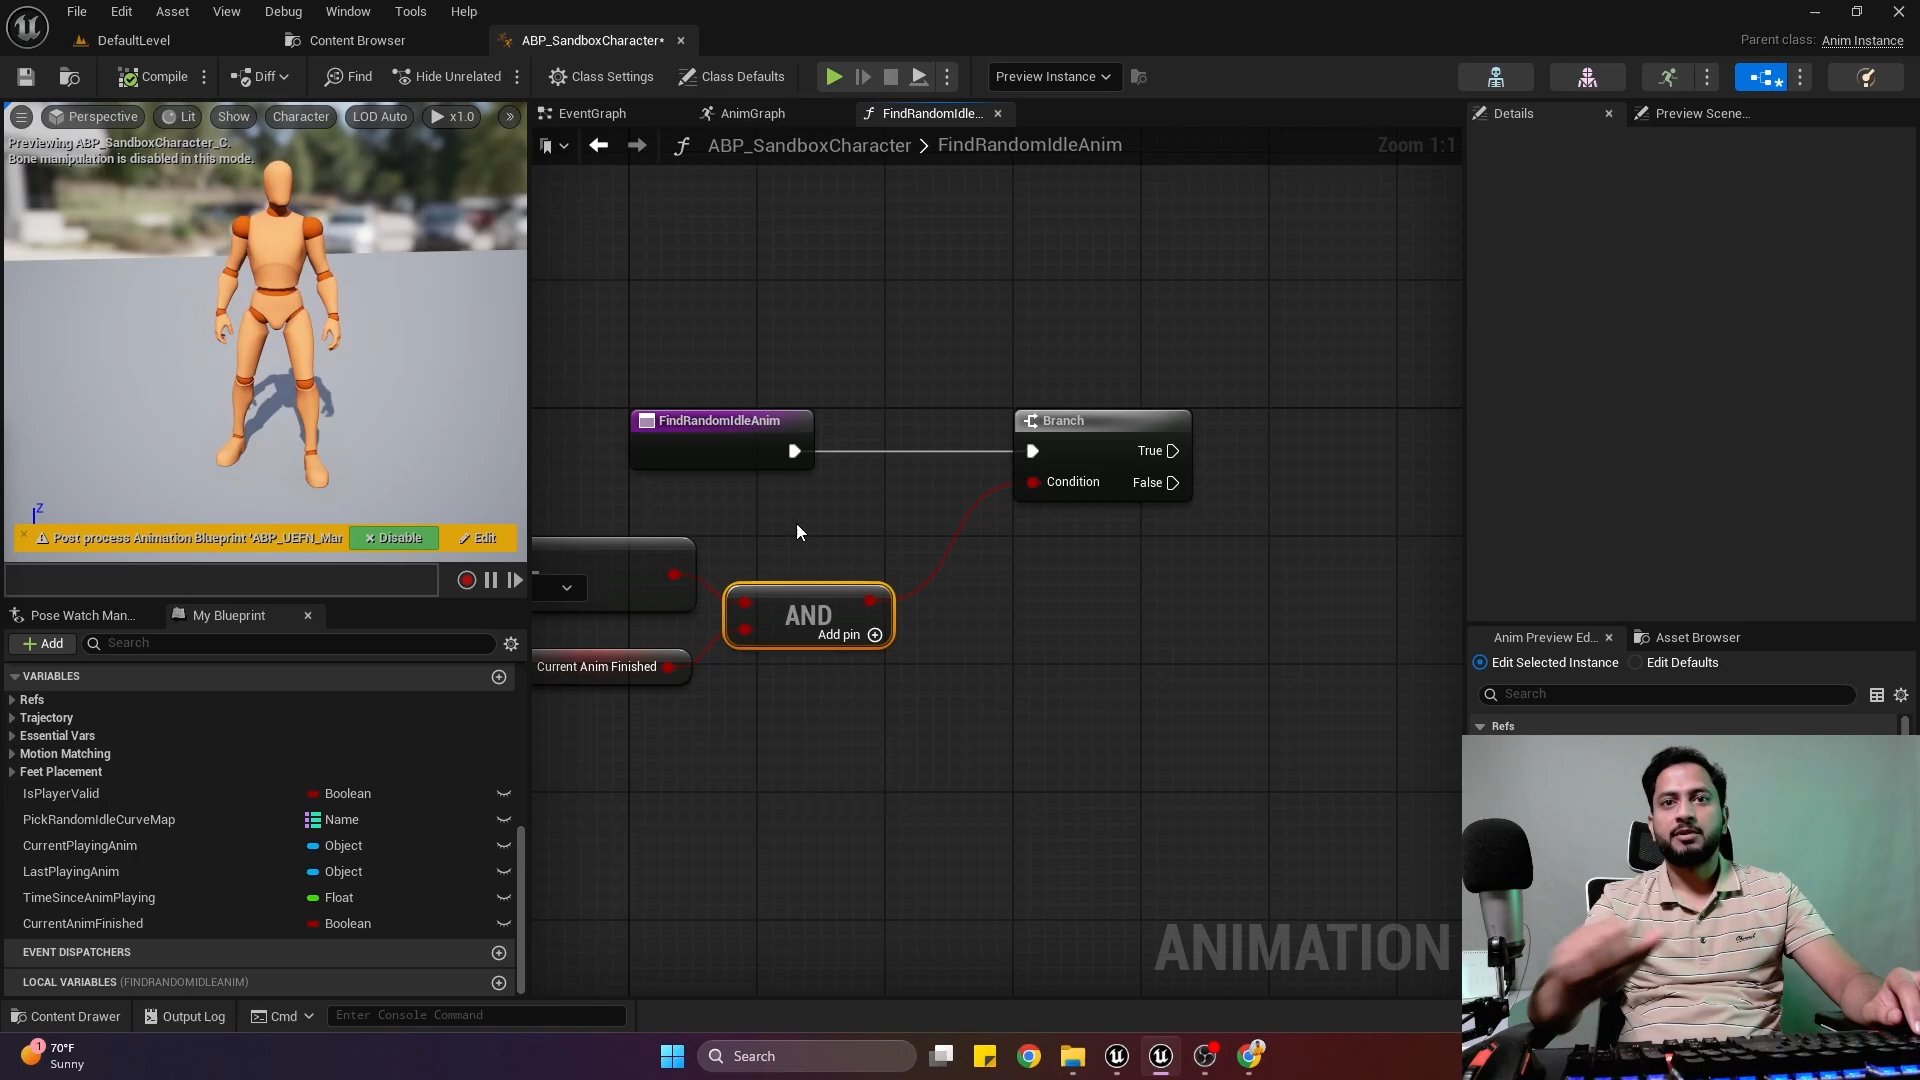 File Edit Asset View Debug Window Tools Help
DefaultLevel Content Browser ABP_SandboxCharacter*
Parent class: Anim Instance
Compile Diff Find Hide Unrelated Class Settings Class Defaults Preview Instance
Perspective Lit Show Character LOD Auto x1.0
Previewing ABP_SandboxCharacter_C.
Bone manipulation is disabled in this mode.
Z
Post process Animation Blueprint 'ABP_UEFN_Mar Disable Edit
EventGraph AnimGraph FindRandomIdle...
ABP_SandboxCharacter > FindRandomIdleAnim
Zoom 1:1
FindRandomIdleAnim
Branch
True
Condition False
AND
Add pin
Current Anim Finished
ANIMATION
Details Preview Scene...
Pose Watch Man... My Blueprint
Add Search
VARIABLES
Refs
Trajectory
Essential Vars
Motion Matching
Feet Placement
IsPlayerValid Boolean
PickRandomIdleCurveMap Name
CurrentPlayingAnim Object
LastPlayingAnim Object
TimeSinceAnimPlaying Float
CurrentAnimFinished Boolean
EVENT DISPATCHERS
LOCAL VARIABLES (FINDRANDOMIDLEANIM)
Anim Preview Ed... Asset Browser
Edit Selected Instance Edit Defaults
Search
Refs
Content Drawer Output Log Cmd Enter Console Command
1
70°F
Sunny
Search